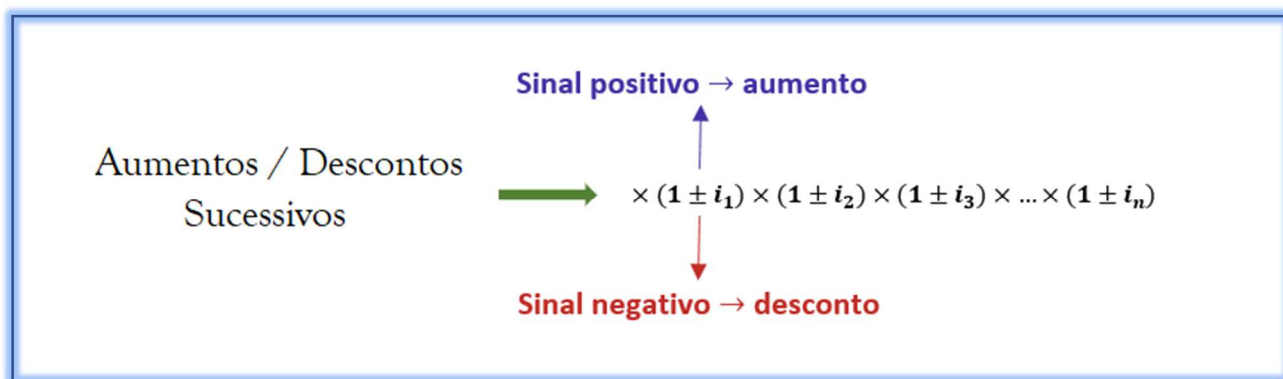 Sinal positivo → aumento
Aumentos / Descontos
Sucessivos
× (1 ± i₁) × (1 ± i₂) × (1 ± i₃) × ... × (1 ± iₙ)
Sinal negativo → desconto